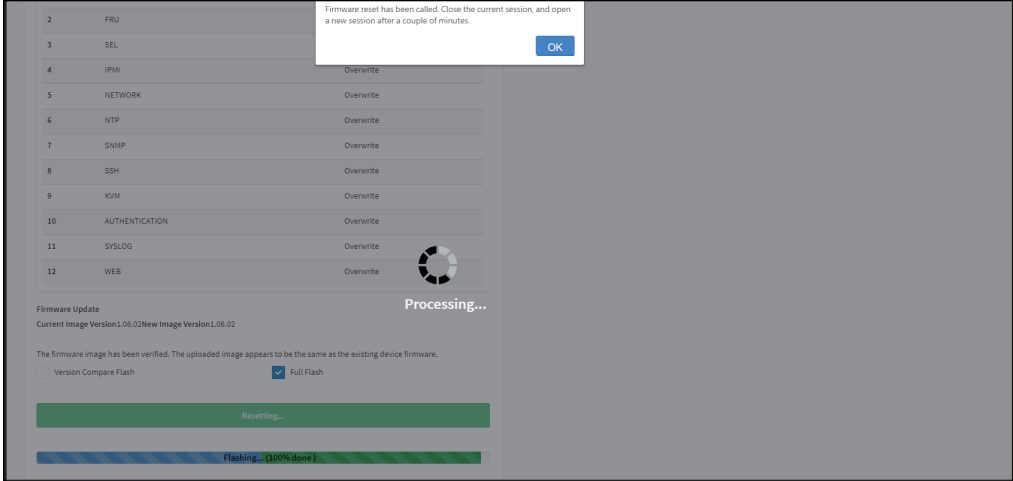 Firmware reset has been called. Close the current session, and open
a new session after a couple of minutes.
OK
2 FRU
3 SEL
4 IPMI Overwrite
5 NETWORK Overwrite
6 NTP Overwrite
7 SNMP Overwrite
8 SSH Overwrite
9 KVM Overwrite
10 AUTHENTICATION Overwrite
11 SYSLOG Overwrite
12 WEB Overwrite
Processing...
Firmware Update
Current Image Version1.06.02New Image Version1.06.02
The firmware image has been verified. The uploaded image appears to be the same as the existing device firmware.
Version Compare Flash Full Flash
Resetting...
Flashing... (100% done )